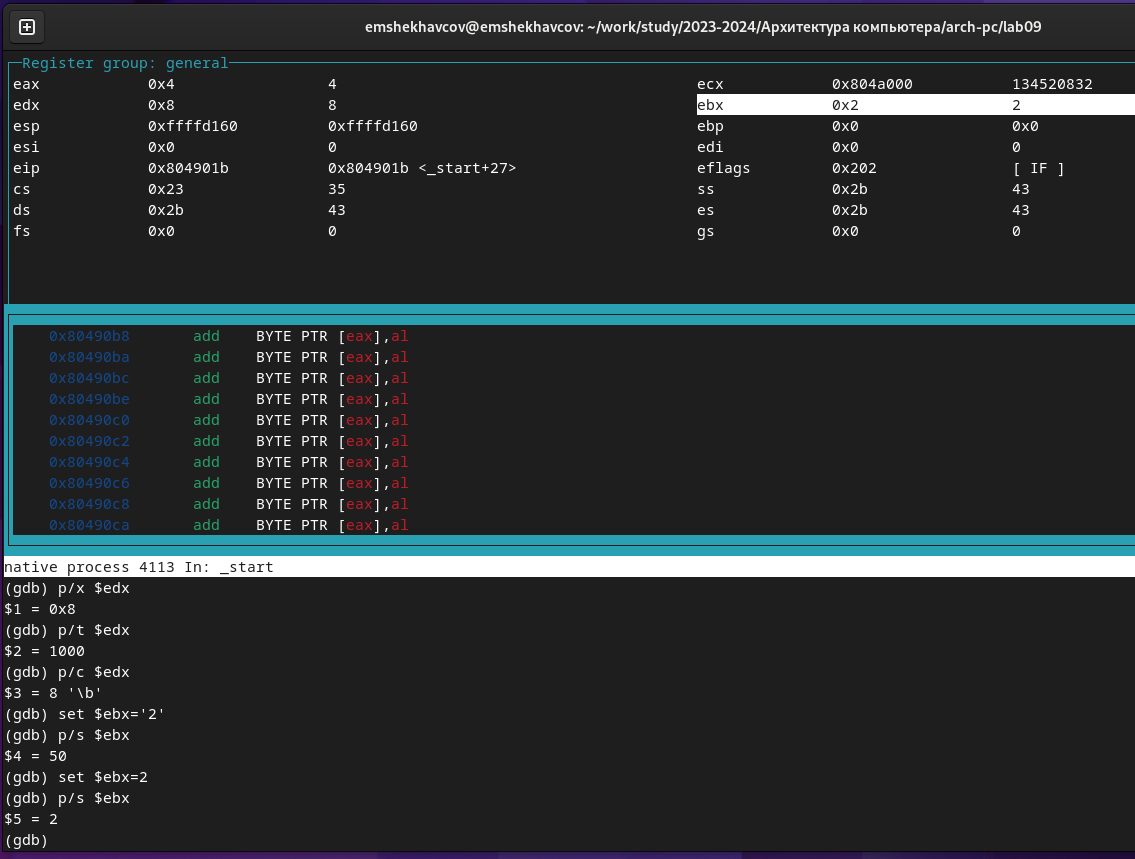 emshekhavcov@emshekhavcov: ~/work/study/2023-2024/Архитектура компьютера/arch-pc/lab09
Register group: general
eax 0x4 4 ecx 0x804a000 134520832
edx 0x8 8 ebx 0x2 2
esp 0xffffd160 0xffffd160 ebp 0x0 0x0
esi 0x0 0 edi 0x0 0
eip 0x804901b 0x804901b <_start+27> eflags 0x202 [ IF ]
cs 0x23 35 ss 0x2b 43
ds 0x2b 43 es 0x2b 43
fs 0x0 0 gs 0x0 0
0x80490b8 add BYTE PTR [eax],al
0x80490ba add BYTE PTR [eax],al
0x80490bc add BYTE PTR [eax],al
0x80490be add BYTE PTR [eax],al
0x80490c0 add BYTE PTR [eax],al
0x80490c2 add BYTE PTR [eax],al
0x80490c4 add BYTE PTR [eax],al
0x80490c6 add BYTE PTR [eax],al
0x80490c8 add BYTE PTR [eax],al
0x80490ca add BYTE PTR [eax],al
native process 4113 In: _start
(gdb) p/x $edx
$1 = 0x8
(gdb) p/t $edx
$2 = 1000
(gdb) p/c $edx
$3 = 8 '\b'
(gdb) set $ebx='2'
(gdb) p/s $ebx
$4 = 50
(gdb) set $ebx=2
(gdb) p/s $ebx
$5 = 2
(gdb)